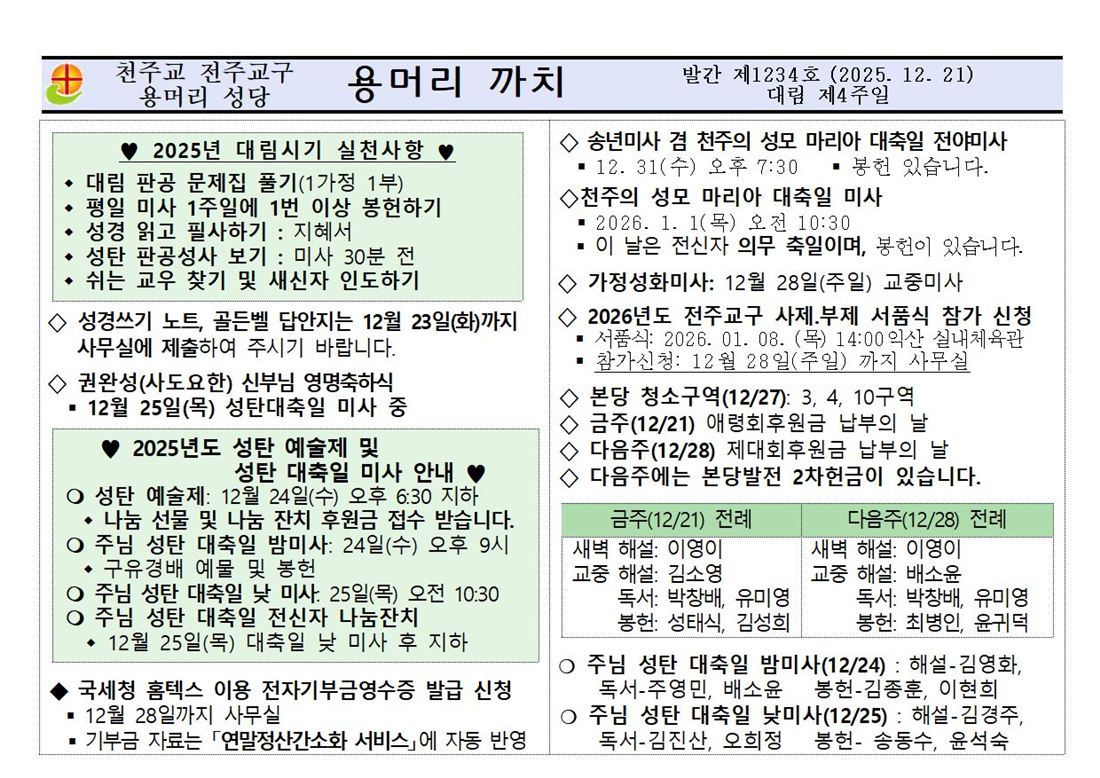 천주교 전주교구
용머리 성당
용머리 까치
발간 제1234호 (2025. 12. 21)
대림 제4주일
♥ 2025년 대림시기 실천사항 ♥
◆ 대림 판공 문제집 풀기(1가정 1부)
◆ 평일 미사 1주일에 1번 이상 봉헌하기
◆ 성경 읽고 필사하기 : 지혜서
◆ 성탄 판공성사 보기 : 미사 30분 전
◆ 쉬는 교우 찾기 및 새신자 인도하기
◇ 성경쓰기 노트, 골든벨 답안지는 12월 23일(화)까지
사무실에 제출하여 주시기 바랍니다.
◇ 권완성(사도요한) 신부님 영명축하식
▪ 12월 25일(목) 성탄대축일 미사 중
♥ 2025년도 성탄 예술제 및
성탄 대축일 미사 안내 ♥
❍ 성탄 예술제: 12월 24일(수) 오후 6:30 지하
◆ 나눔 선물 및 나눔 잔치 후원금 접수 받습니다.
❍ 주님 성탄 대축일 밤미사: 24일(수) 오후 9시
◆ 구유경배 예물 및 봉헌
❍ 주님 성탄 대축일 낮 미사: 25일(목) 오전 10:30
❍ 주님 성탄 대축일 전신자 나눔잔치
◆ 12월 25일(목) 대축일 낮 미사 후 지하
◆ 국세청 홈텍스 이용 전자기부금영수증 발급 신청
▪ 12월 28일까지 사무실
▪ 기부금 자료는 「연말정산간소화 서비스」에 자동 반영
◇ 송년미사 겸 천주의 성모 마리아 대축일 전야미사
▪ 12. 31(수) 오후 7:30 ▪ 봉헌 있습니다.
◇천주의 성모 마리아 대축일 미사
▪ 2026. 1. 1(목) 오전 10:30
▪ 이 날은 전신자 의무 축일이며, 봉헌이 있습니다.
◇ 가정성화미사: 12월 28일(주일) 교중미사
◇ 2026년도 전주교구 사제.부제 서품식 참가 신청
▪ 서품식: 2026. 01. 08. (목) 14:00익산 실내체육관
▪ 참가신청: 12월 28일(주일) 까지 사무실
◇ 본당 청소구역(12/27): 3, 4, 10구역
◇ 금주(12/21) 애령회후원금 납부의 날
◇ 다음주(12/28) 제대회후원금 납부의 날
◇ 다음주에는 본당발전 2차헌금이 있습니다.
금주(12/21) 전례 다음주(12/28) 전례
새벽 해설: 이영이 새벽 해설: 이영이
교중 해설: 김소영 교중 해설: 배소윤
독서: 박창배, 유미영 독서: 박창배, 유미영
봉헌: 성태식, 김성희 봉헌: 최병인, 윤귀덕
❍ 주님 성탄 대축일 밤미사(12/24) : 해설-김영화,
독서-주영민, 배소윤 봉헌-김종훈, 이현희
❍ 주님 성탄 대축일 낮미사(12/25) : 해설-김경주,
독서-김진산, 오희정 봉헌- 송동수, 윤석숙